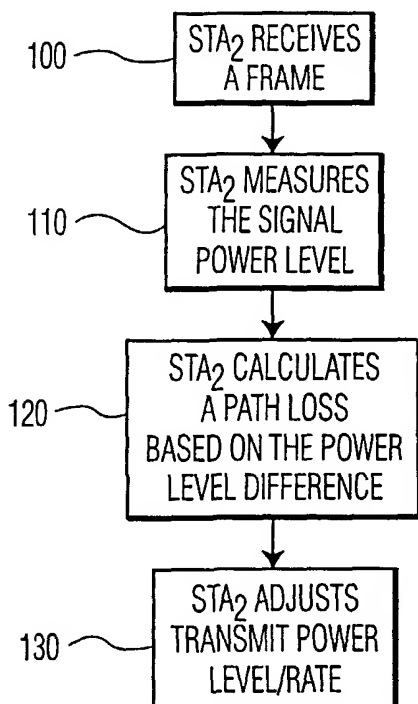 100
STA2 RECEIVES
A FRAME
110
STA2 MEASURES
THE SIGNAL
POWER LEVEL
120
STA2 CALCULATES
A PATH LOSS
BASED ON THE POWER
LEVEL DIFFERENCE
130
STA2 ADJUSTS
TRANSMIT POWER
LEVEL/RATE